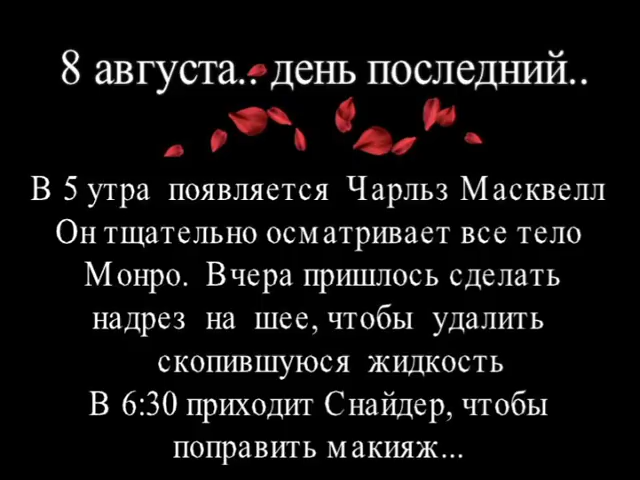 8 августа.. день последний..
В 5 утра появляется Чарльз Масквелл
Он тщательно осматривает все тело
Монро. Вчера пришлось сделать
надрез на шее, чтобы удалить
скопившуюся жидкость
В 6:30 приходит Снайдер, чтобы
поправить макияж...